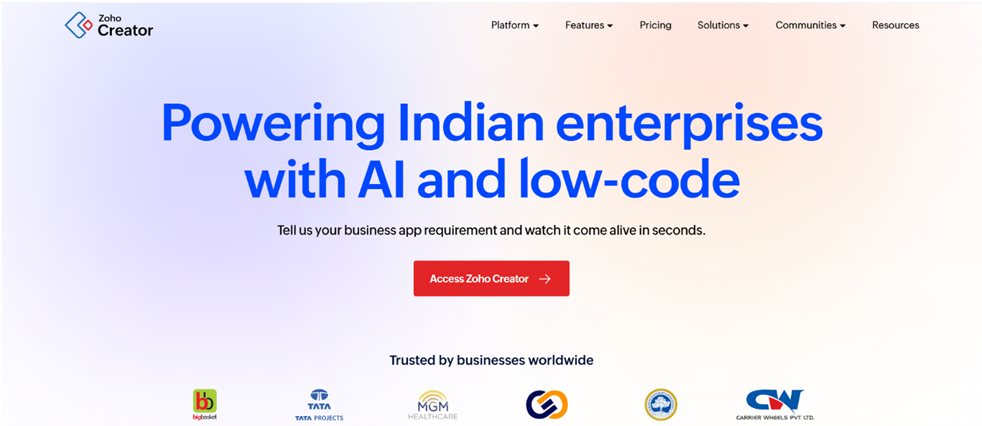 Zoho
Creator
Platform
Features
Pricing
Solutions
Communities
Resources
Powering Indian enterprises
with AI and low-code
Tell us your business app requirement and watch it come alive in seconds.
Access Zoho Creator
Trusted by businesses worldwide
bb
bigbasket
TATA
TATA PROJECTS
MGM
HEALTHCARE
CW
CARRIER WHEELS PVT. LTD.